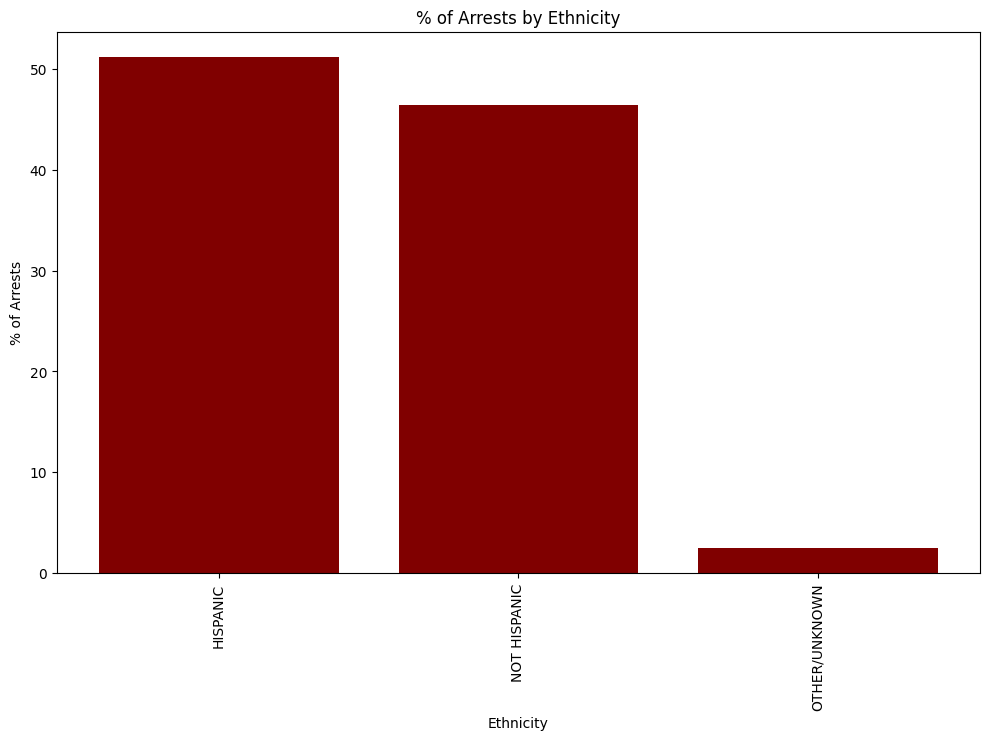 % of Arrests by Ethnicity
% of Arrests
50
40
30
20
10
0
HISPANIC
NOT HISPANIC
OTHER/UNKNOWN
Ethnicity